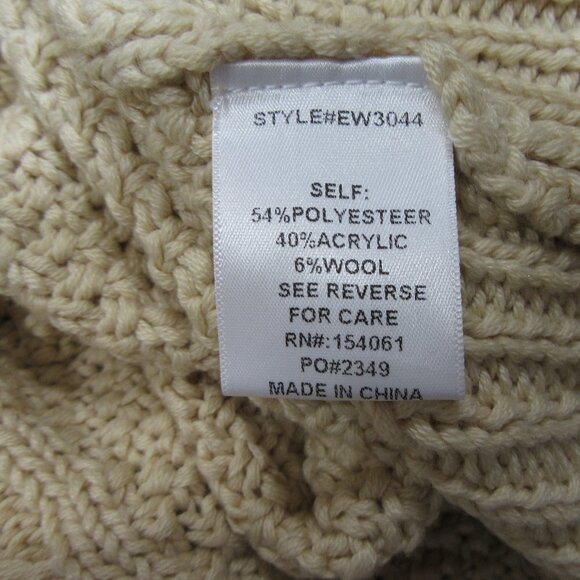 STYLE#EW3044
SELF:
54%POLYESTEER
40%ACRYLIC
6%WOOL
SEE REVERSE
FOR CARE
RN#:154061
PO#2349
MADE IN CHINA